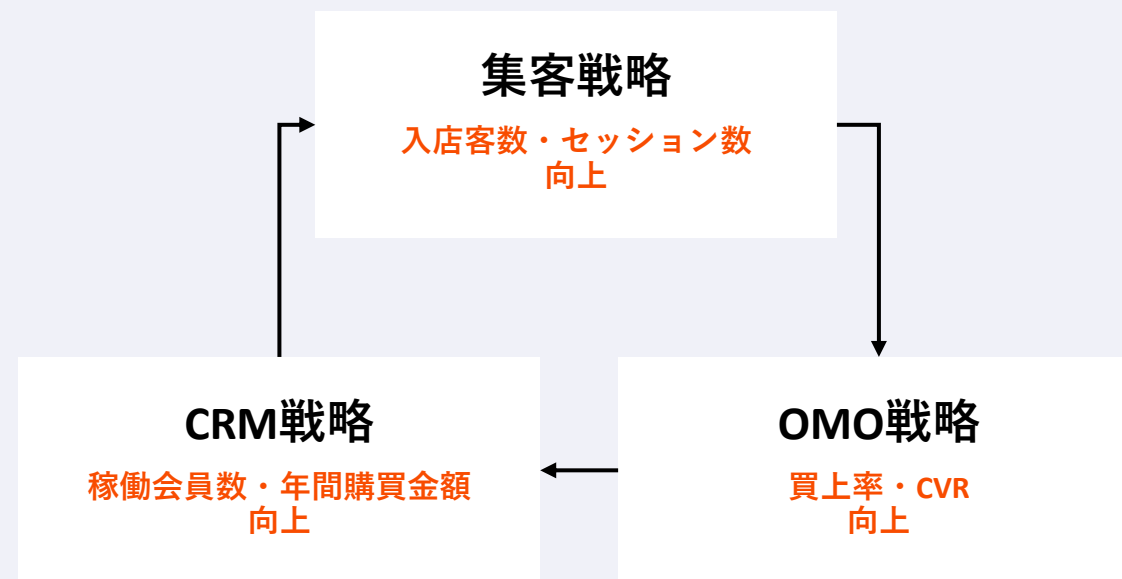 集客戦略
入店客数・セッション数
向上
CRM戦略
稼働会員数・年間購買金額
向上
OMO戦略
買上率・CVR
向上